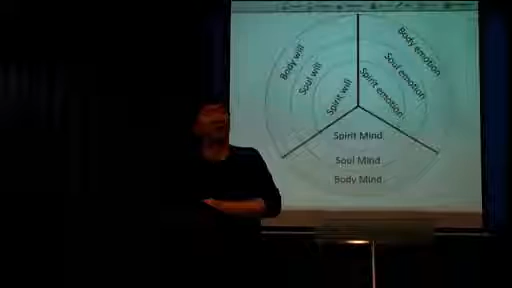 Body will
Soul will
Spirit will
Body emotion
Soul emotion
Spirit emotion
Spirit Mind
Soul Mind
Body Mind